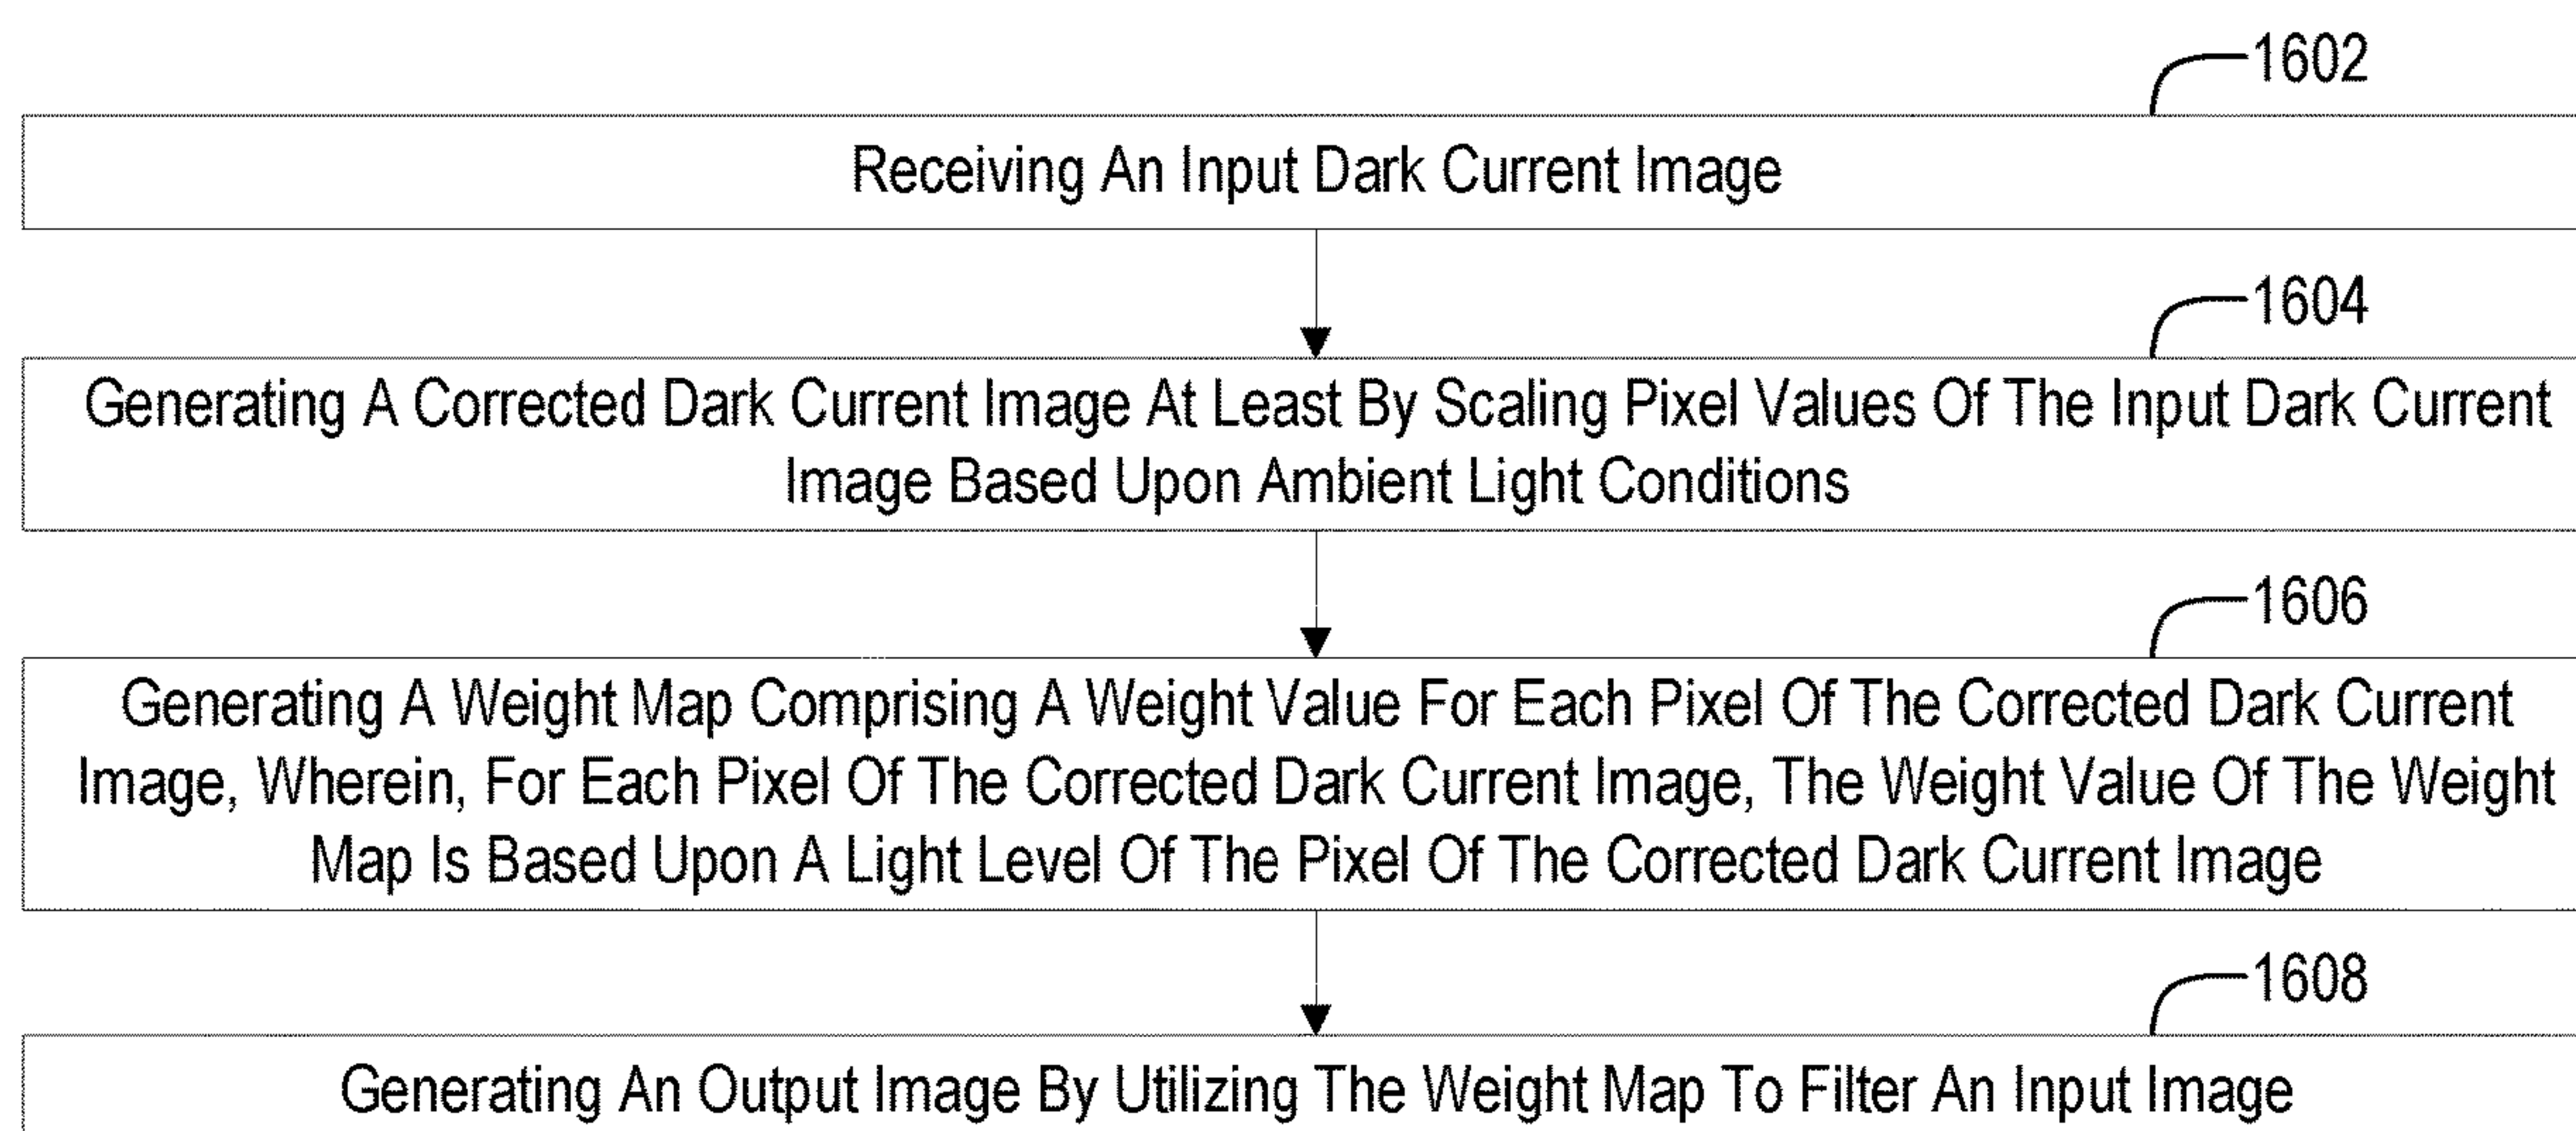 1602
Receiving An Input Dark Current Image
1604
Generating A Corrected Dark Current Image At Least By Scaling Pixel Values Of The Input Dark Current
Image Based Upon Ambient Light Conditions
1606
Generating A Weight Map Comprising A Weight Value For Each Pixel Of The Corrected Dark Current
Image, Wherein, For Each Pixel Of The Corrected Dark Current Image, The Weight Value Of The Weight
Map Is Based Upon A Light Level Of The Pixel Of The Corrected Dark Current Image
1608
Generating An Output Image By Utilizing The Weight Map To Filter An Input Image